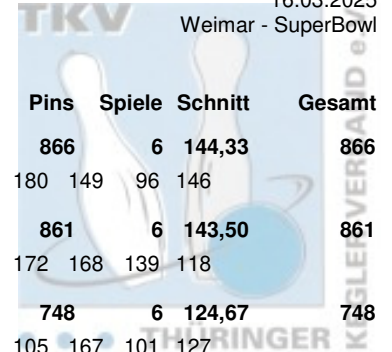 16.03.2025
Weimar - SuperBowl
TKV
Pins Spiele Schnitt Gesamt
866 6 144,33 866
180 149 96 146
861 6 143,50 861
172 168 139 118
748 6 124,67 748
105 167 101 127
THÜRINGER
KEGLERVERBAND e.V